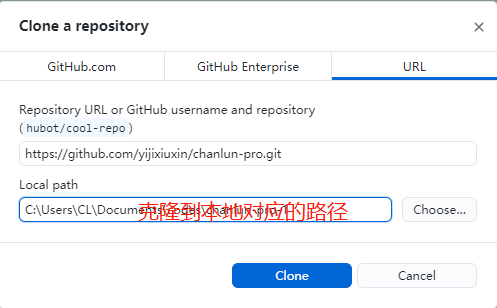 Clone a repository
GitHub.com
GitHub Enterprise
URL
Repository URL or GitHub username and repository
( hubot/cool-repo )
https://github.com/yijixiuxin/chanlun-pro.git
Local path
C:\Users\CL\Documents\
克隆到本地对应的路径
Choose...
Clone
Cancel